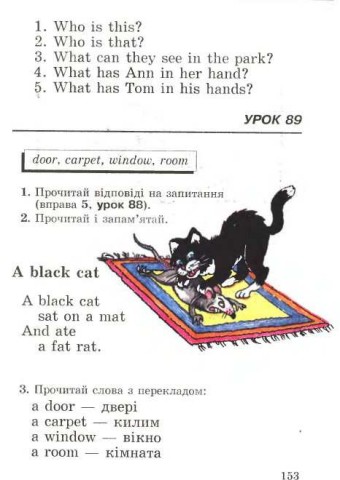 1. Who is this?
2. Who is that?
3. What can they see in the park?
4. What has Ann in her hand?
5. What has Tom in his hands?
УРОК 89
door, carpet, window, room
1. Прочитай відповіді на запитання
(вправа 5, урок 88).
2. Прочитай і запам'ятай.
A black cat
A black cat
sat on a mat
And ate
a fat rat.
3. Прочитай слова з перекладом:
a door — двері
a carpet — килим
a window — вікно
a room — кімната
153